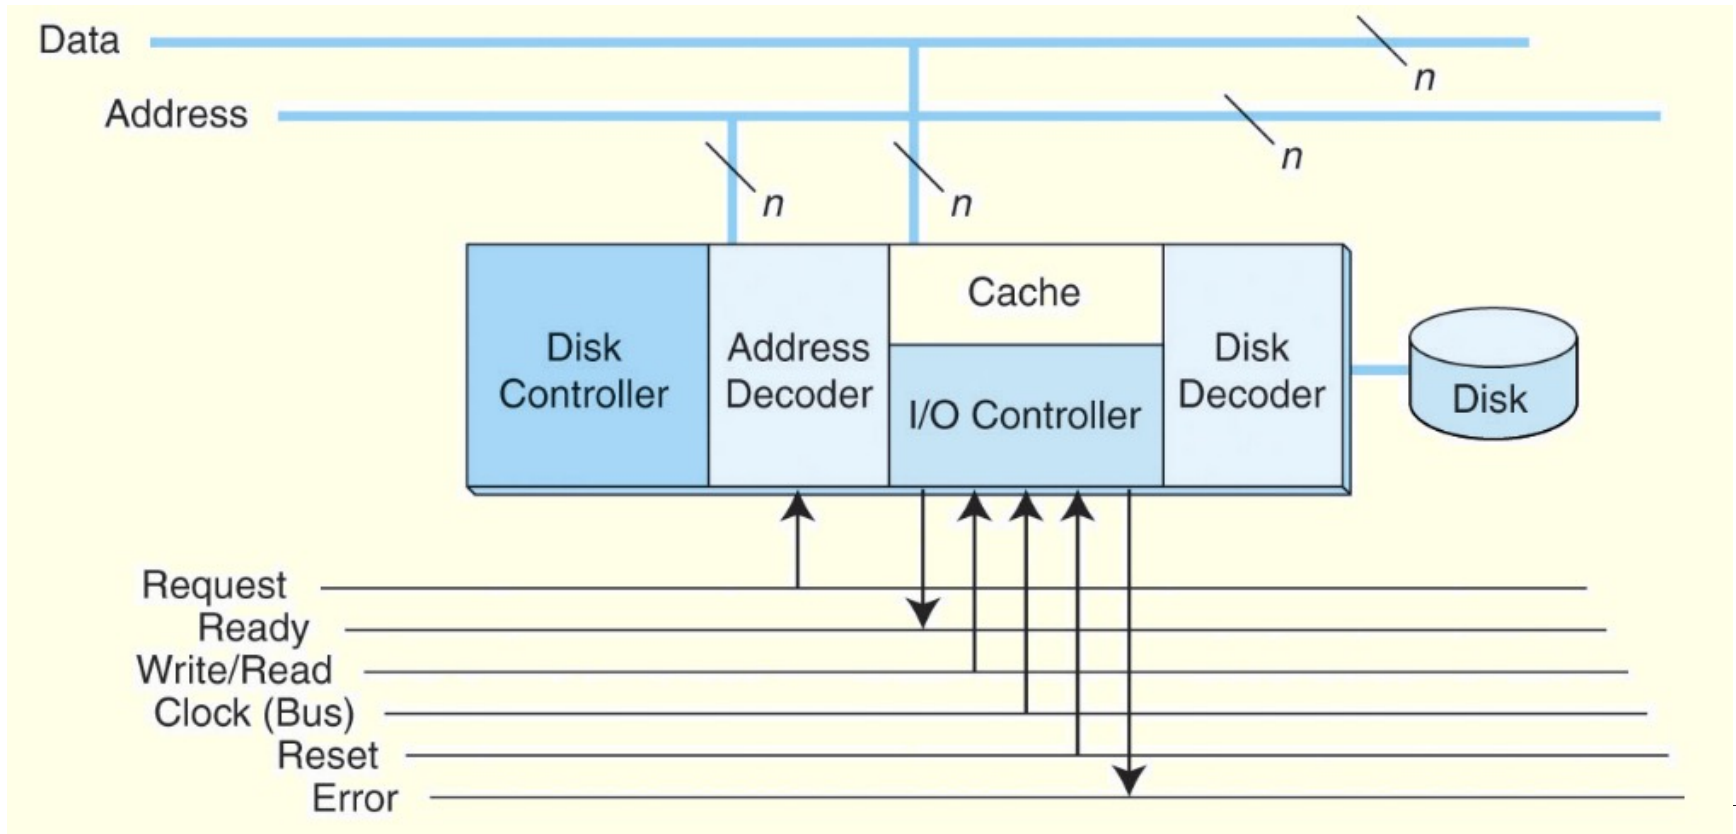 Data
n
Address
n
n
n
Disk
Controller
Address
Decoder
Cache
I/O Controller
Disk
Decoder
Disk
Request
Ready
Write/Read
Clock (Bus)
Reset
Error